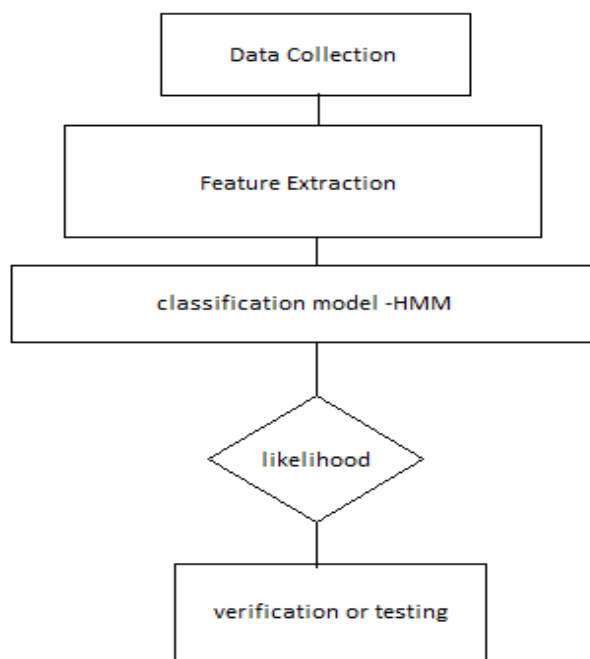 Data Collection
Feature Extraction
classification model -HMM
likelihood
verification or testing